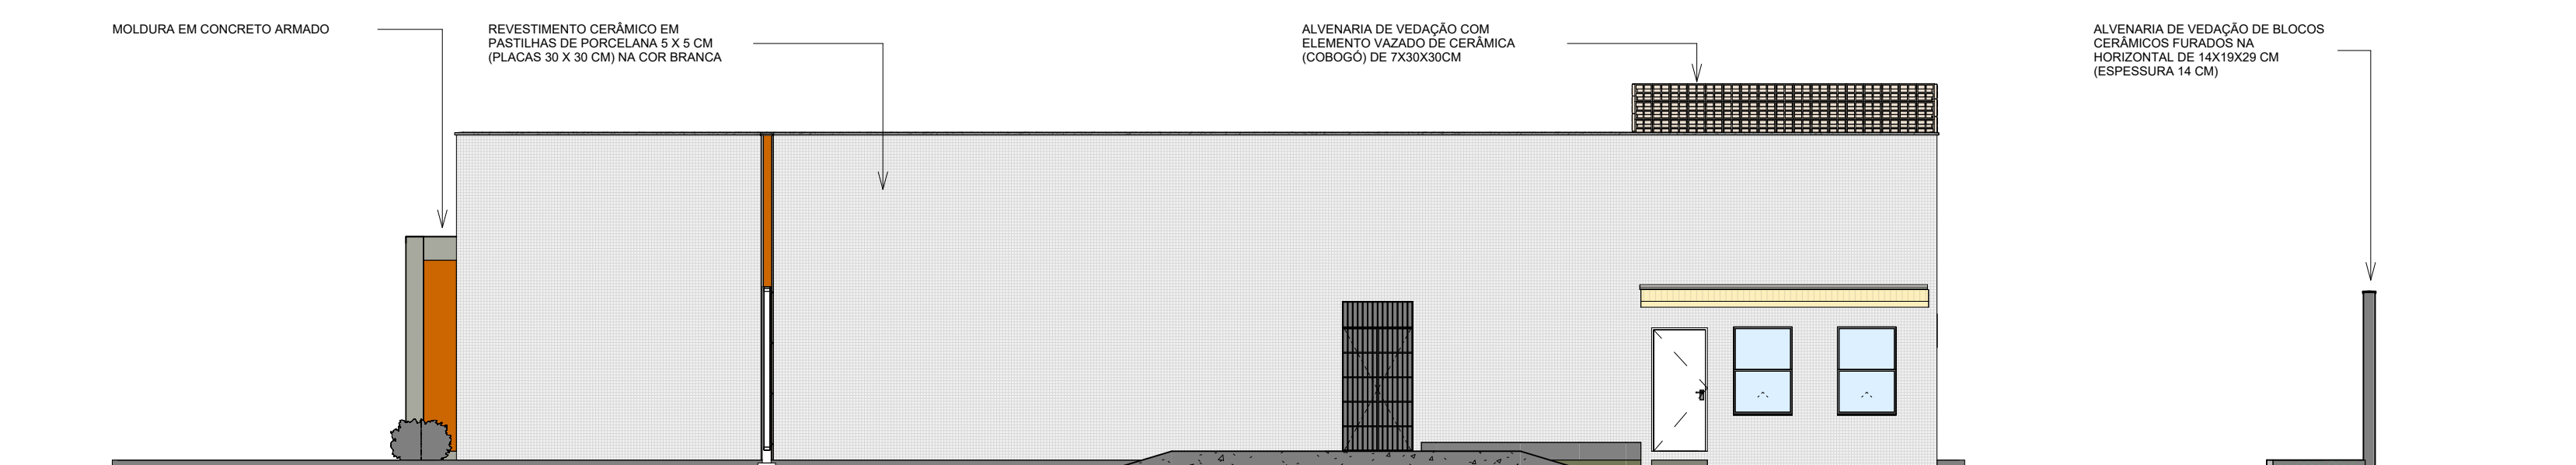 MOLDURA EM CONCRETO ARMADO
REVESTIMENTO CERÂMICO EM
PASTILHAS DE PORCELANA 5 X 5 CM
(PLACAS 30 X 30 CM) NA COR BRANCA
ALVENARIA DE VEDAÇÃO COM
ELEMENTO VAZADO DE CERÂMICA
(COBOGÓ) DE 7X30X30CM
ALVENARIA DE VEDAÇÃO DE BLOCOS
CERÂMICOS FURADOS NA
HORIZONTAL DE 14X19X29 CM
(ESPESSURA 14 CM)